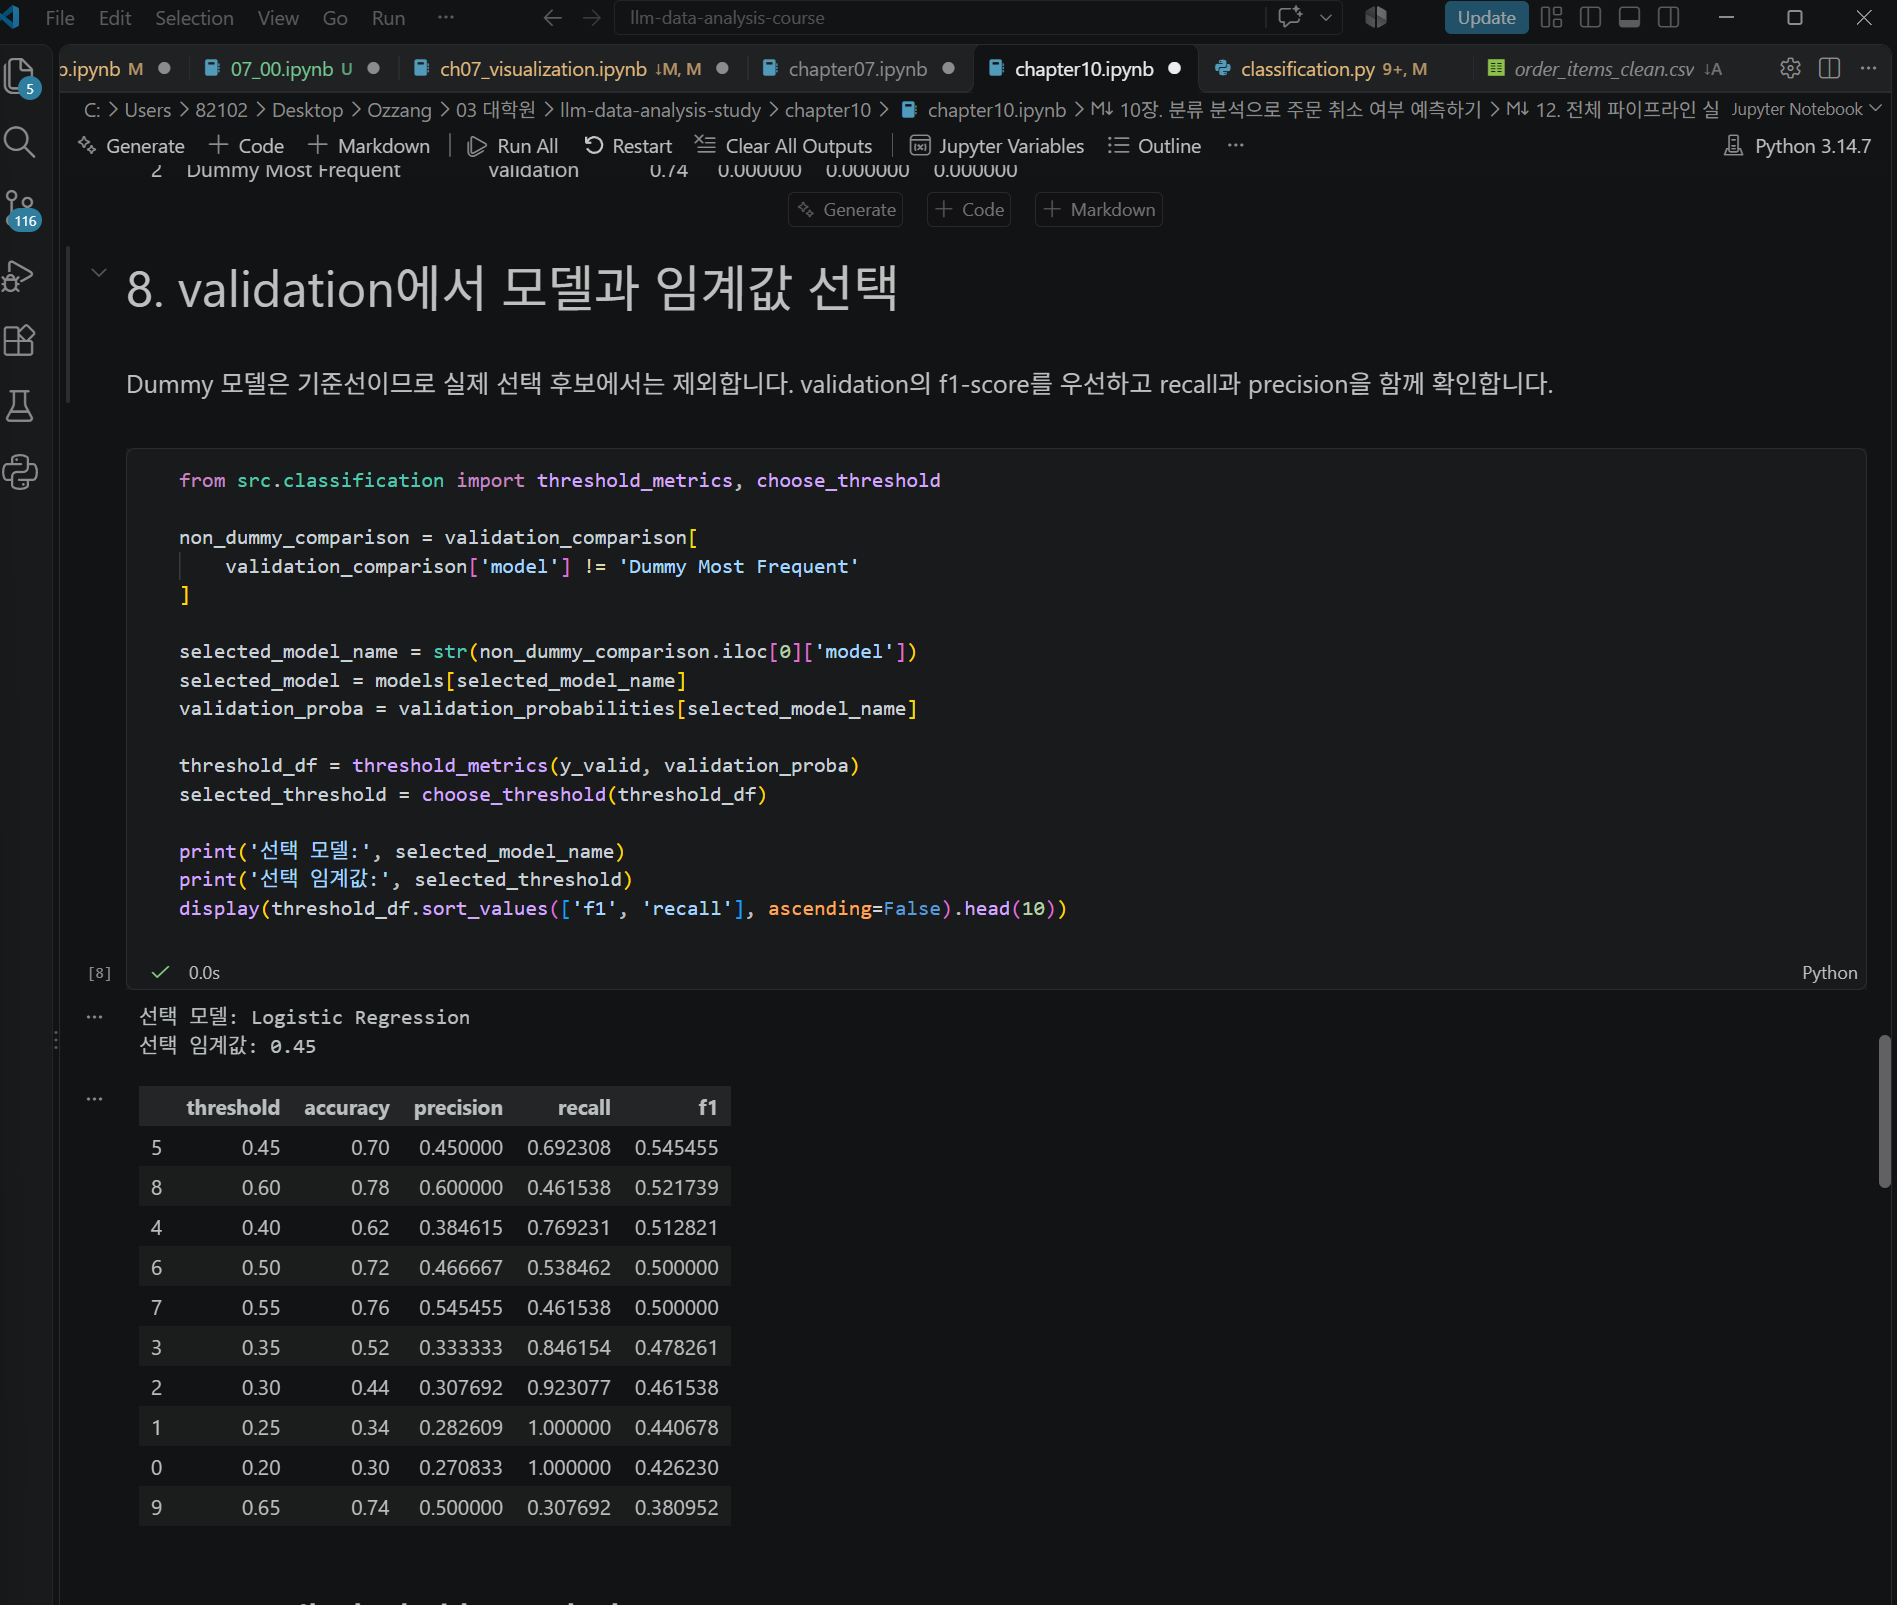 File Edit Selection View Go Run ··· llm-data-analysis-course Update
5
116
o.ipynb M 07_00.ipynb U ch07_visualization.ipynb ↓M, M chapter07.ipynb chapter10.ipynb classification.py 9+, M order_items_clean.csv ↓A ···
C: > Users > 82102 > Desktop > Ozzang > 03 대학원 > llm-data-analysis-study > chapter10 > chapter10.ipynb > M↓ 10장. 분류 분석으로 주문 취소 여부 예측하기 > M↓ 12. 전체 파이프라인 실 Jupyter Notebook
Generate + Code + Markdown Run All Restart Clear All Outputs Jupyter Variables Outline ··· Python 3.14.7
2 Dummy Most Frequent validation 0.74 0.000000 0.000000 0.000000
Generate + Code + Markdown
8. validation에서 모델과 임계값 선택
Dummy 모델은 기준선이므로 실제 선택 후보에서는 제외합니다. validation의 f1-score를 우선하고 recall과 precision을 함께 확인합니다.
from src.classification import threshold_metrics, choose_threshold
non_dummy_comparison = validation_comparison[
validation_comparison['model'] != 'Dummy Most Frequent'
]
selected_model_name = str(non_dummy_comparison.iloc[0]['model'])
selected_model = models[selected_model_name]
validation_proba = validation_probabilities[selected_model_name]
threshold_df = threshold_metrics(y_valid, validation_proba)
selected_threshold = choose_threshold(threshold_df)
print('선택 모델:', selected_model_name)
print('선택 임계값:', selected_threshold)
display(threshold_df.sort_values(['f1', 'recall'], ascending=False).head(10))
[8] 0.0s Python
··· 선택 모델: Logistic Regression
선택 임계값: 0.45
···
threshold accuracy precision recall f1
5 0.45 0.70 0.450000 0.692308 0.545455
8 0.60 0.78 0.600000 0.461538 0.521739
4 0.40 0.62 0.384615 0.769231 0.512821
6 0.50 0.72 0.466667 0.538462 0.500000
7 0.55 0.76 0.545455 0.461538 0.500000
3 0.35 0.52 0.333333 0.846154 0.478261
2 0.30 0.44 0.307692 0.923077 0.461538
1 0.25 0.34 0.282609 1.000000 0.440678
0 0.20 0.30 0.270833 1.000000 0.426230
9 0.65 0.74 0.500000 0.307692 0.380952